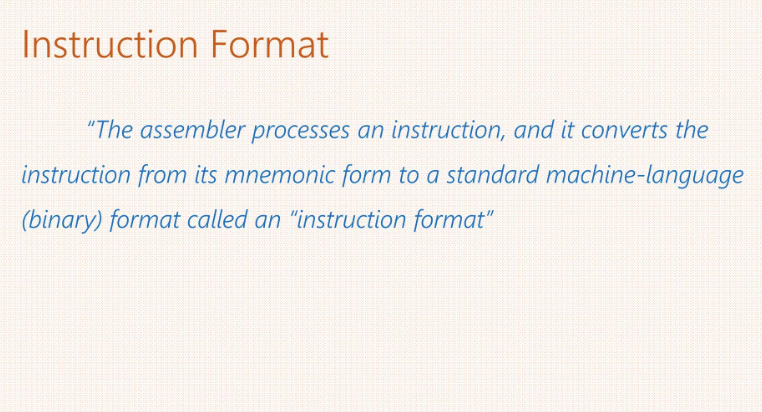 Instruction Format
“The assembler processes an instruction, and it converts the
instruction from its mnemonic form to a standard machine-language
(binary) format called an “instruction format”